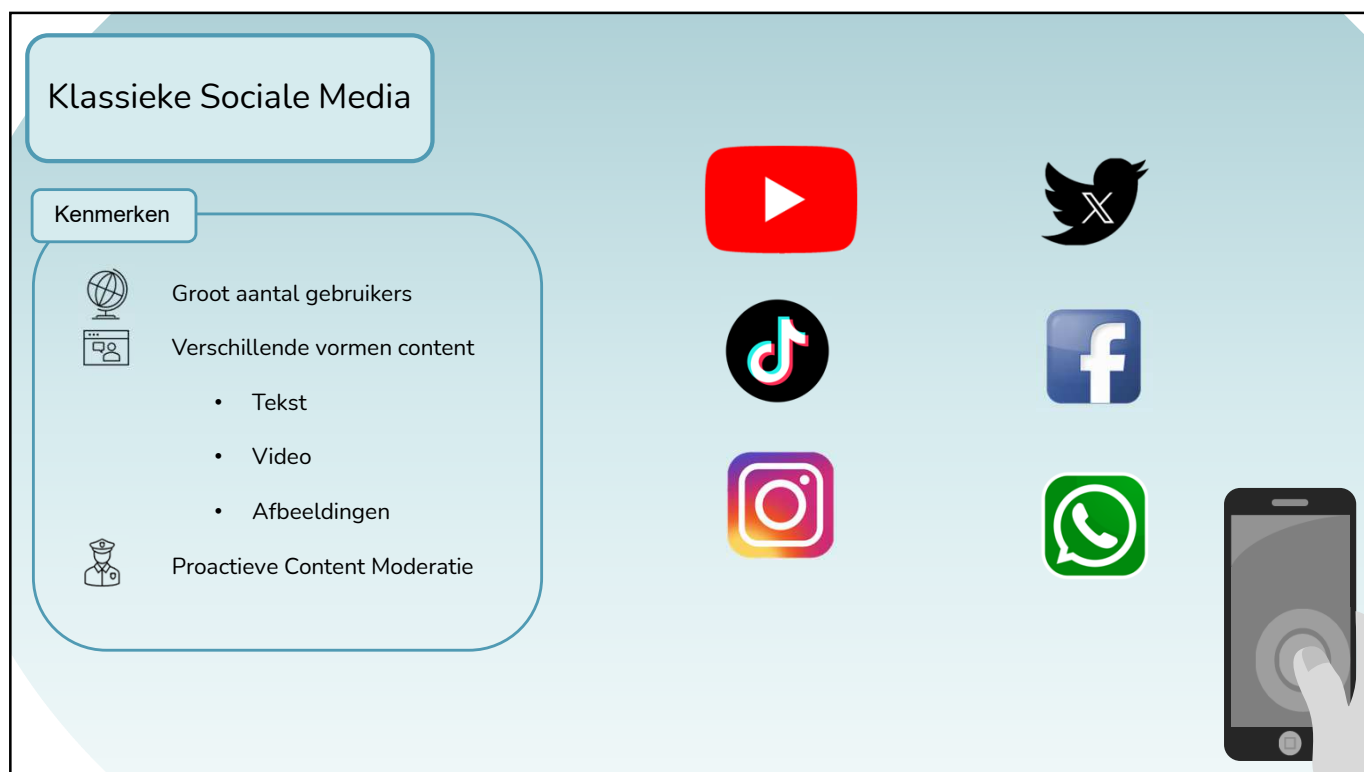 Klassieke Sociale Media
Kenmerken
Groot aantal gebruikers
Verschillende vormen content
• Tekst
• Video
• Afbeeldingen
Proactieve Content Moderatie
X
f